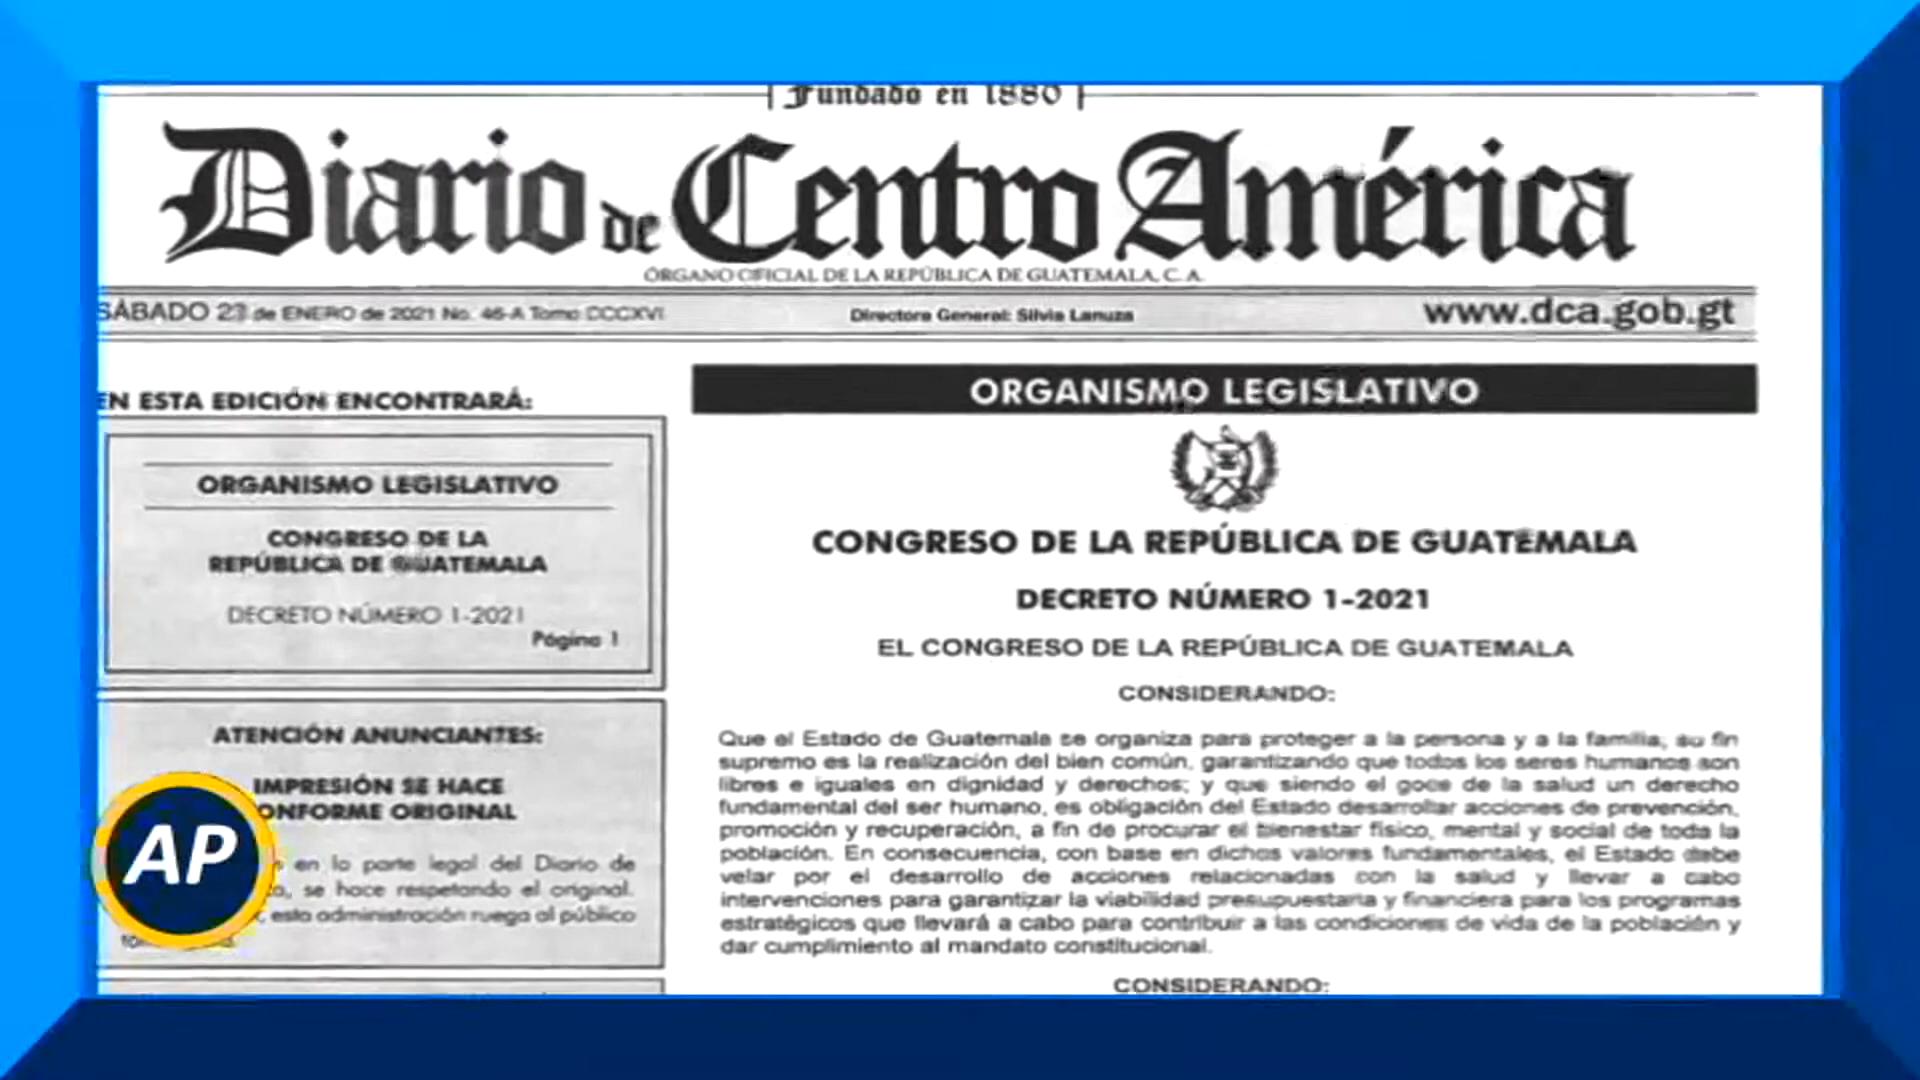 Fundado en 1880
Diario de Centro América
ÓRGANO OFICIAL DE LA REPÚBLICA DE GUATEMALA, C. A.
SÁBADO 23 de ENERO de 2021 No. 46-A Tomo CCCXVI
Directora General: Silvia Lanuza
www.dca.gob.gt
EN ESTA EDICIÓN ENCONTRARÁ:
ORGANISMO LEGISLATIVO
CONGRESO DE LA
REPÚBLICA DE GUATEMALA
DECRETO NÚMERO 1-2021
Página 1
ATENCIÓN ANUNCIANTES:
IMPRESIÓN SE HACE
CONFORME ORIGINAL
en la parte legal del Diario de
se hace respetando el original.
esta administración ruega al público
AP
ORGANISMO LEGISLATIVO
CONGRESO DE LA REPÚBLICA DE GUATEMALA
DECRETO NÚMERO 1-2021
EL CONGRESO DE LA REPÚBLICA DE GUATEMALA
CONSIDERANDO:
Que el Estado de Guatemala se organiza para proteger a la persona y a la familia, su fin
supremo es la realización del bien común, garantizando que todos los seres humanos son
libres e iguales en dignidad y derechos; y que siendo el goce de la salud un derecho
fundamental del ser humano, es obligación del Estado desarrollar acciones de prevención,
promoción y recuperación, a fin de procurar el bienestar físico, mental y social de toda la
población. En consecuencia, con base en dichos valores fundamentales, el Estado debe
velar por el desarrollo de acciones relacionadas con la salud y llevar a cabo
intervenciones para garantizar la viabilidad presupuestaria y financiera para los programas
estratégicos que llevará a cabo para contribuir a las condiciones de vida de la población y
dar cumplimiento al mandato constitucional.
CONSIDERANDO: